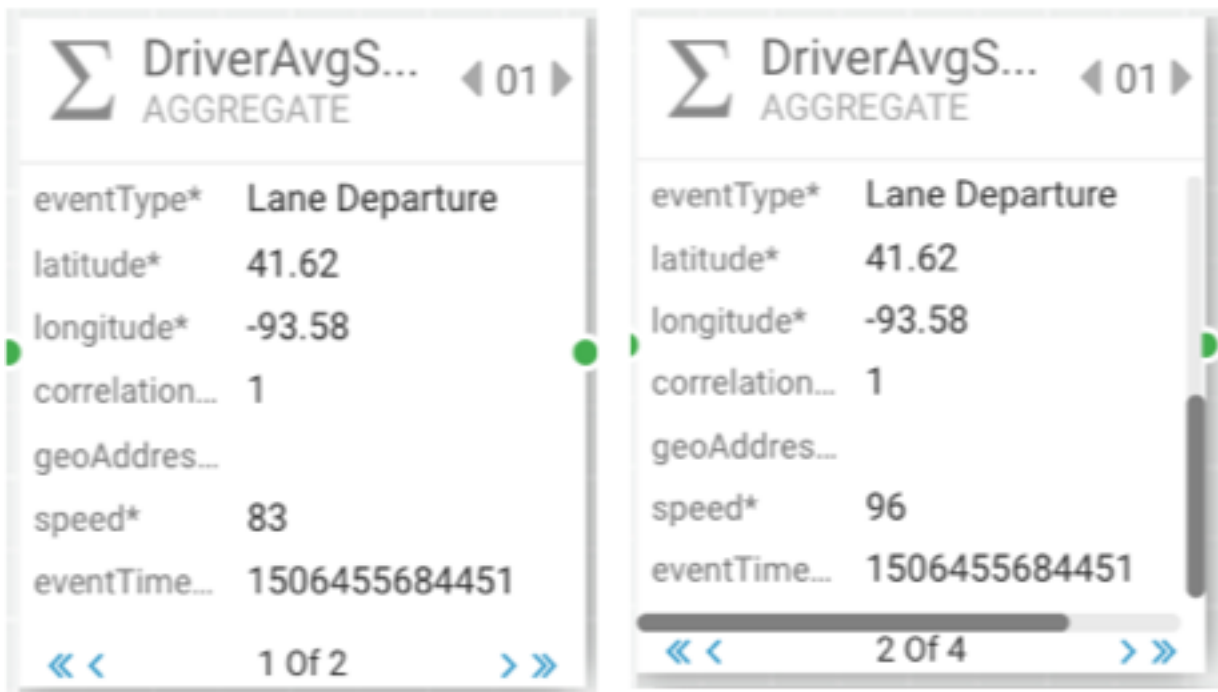 Σ DriverAvgS... 01
AGGREGATE
eventType* Lane Departure
latitude* 41.62
longitude* -93.58
correlation... 1
geoAddres...
speed* 83
eventTime... 1506455684451
« < 1 Of 2 > »
Σ DriverAvgS... 01
AGGREGATE
eventType* Lane Departure
latitude* 41.62
longitude* -93.58
correlation... 1
geoAddres...
speed* 96
eventTime... 1506455684451
« < 2 Of 4 > »